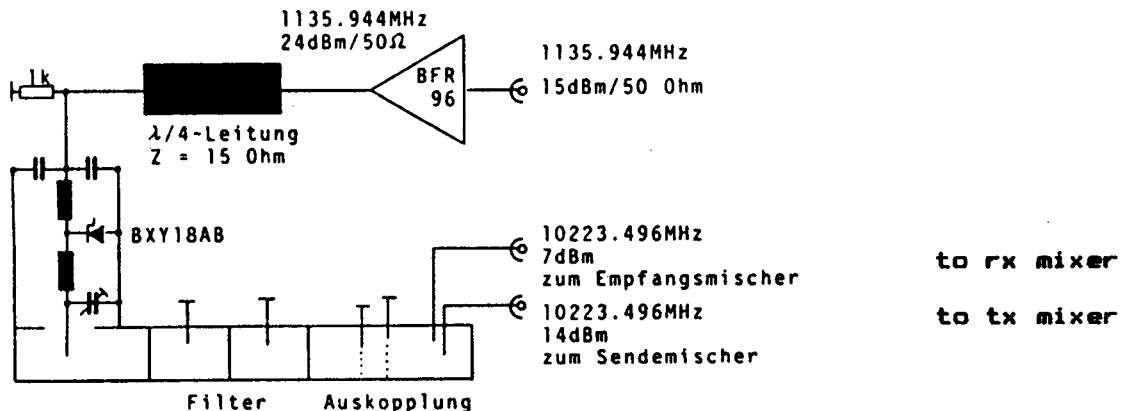 1135.944MHz
24dBm/50Ω
1k
BFR
96
1135.944MHz
15dBm/50 Ohm
λ/4-Leitung
Z = 15 Ohm
BXY18AB
10223.496MHz
7dBm
zum Empfangsmischer
to rx mixer
10223.496MHz
14dBm
zum Sendemischer
to tx mixer
Filter
Auskopplung